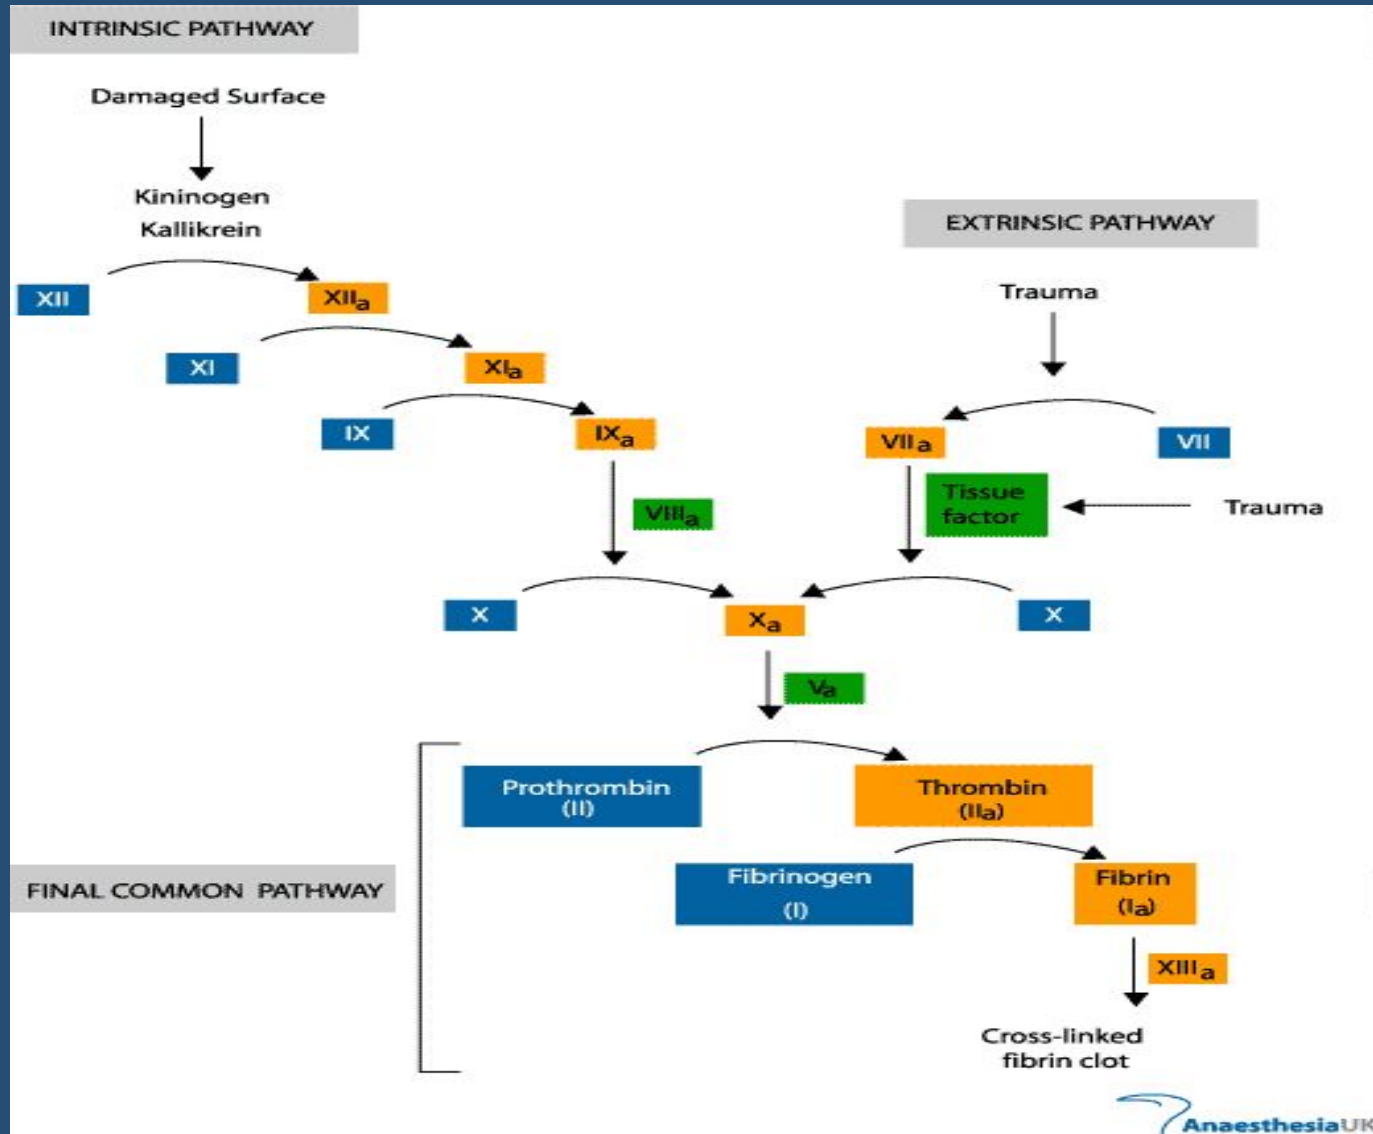 INTRINSIC PATHWAY
Damaged Surface
Kininogen
Kallikrein
EXTRINSIC PATHWAY
Trauma
XII
XIIa
XI
XIa
IX
IXa
VIIa
VII
VIIIa
Tissue
factor
Trauma
X
Xa
X
Va
Prothrombin
(II)
Thrombin
(IIa)
FINAL COMMON PATHWAY
Fibrinogen
(I)
Fibrin
(Ia)
XIIIa
Cross-linked
fibrin clot
AnaesthesiaUK